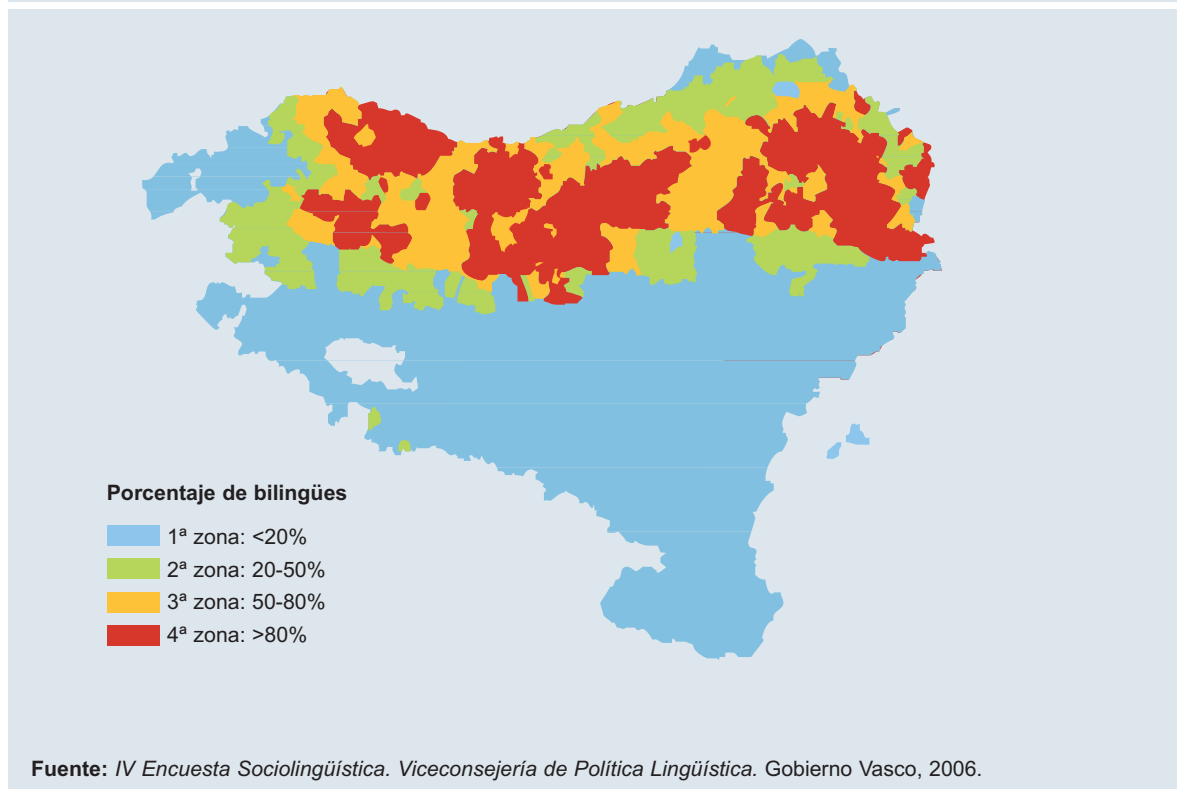 Porcentaje de bilingües
1ª zona: <20%
2ª zona: 20-50%
3ª zona: 50-80%
4ª zona: >80%
Fuente: IV Encuesta Sociolingüística. Viceconsejería de Política Lingüística. Gobierno Vasco, 2006.